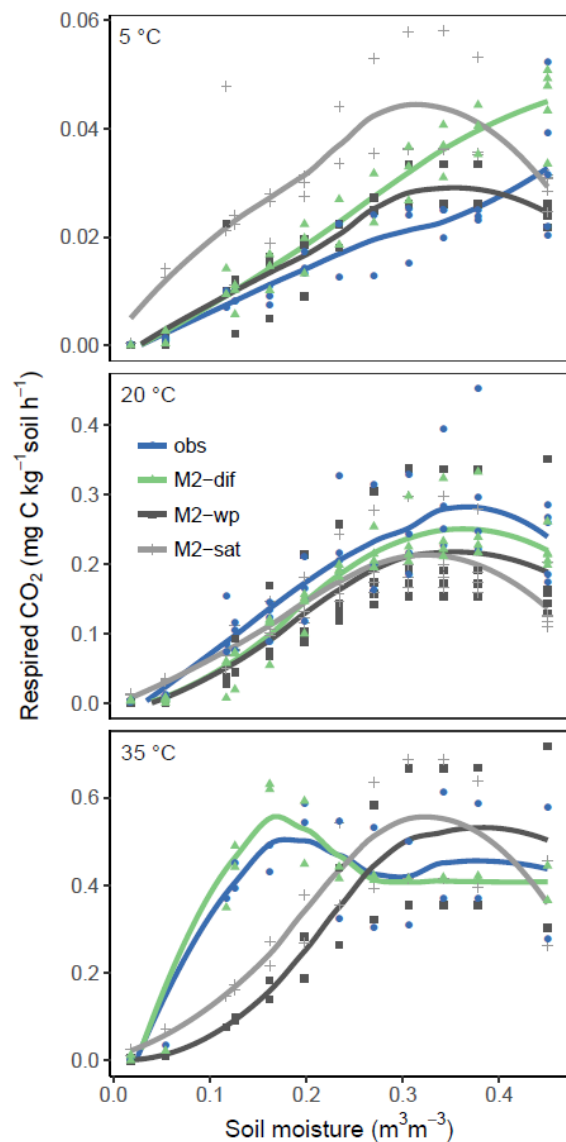 Respired CO₂ (mg C kg⁻¹soil h⁻¹)
5 °C
0.06
0.04
0.02
0.00
20 °C
obs
M2−dif
M2−wp
M2−sat
0.4
0.3
0.2
0.1
0.0
35 °C
0.6
0.4
0.2
0.0
0.0 0.1 0.2 0.3 0.4
Soil moisture (m³m⁻³)